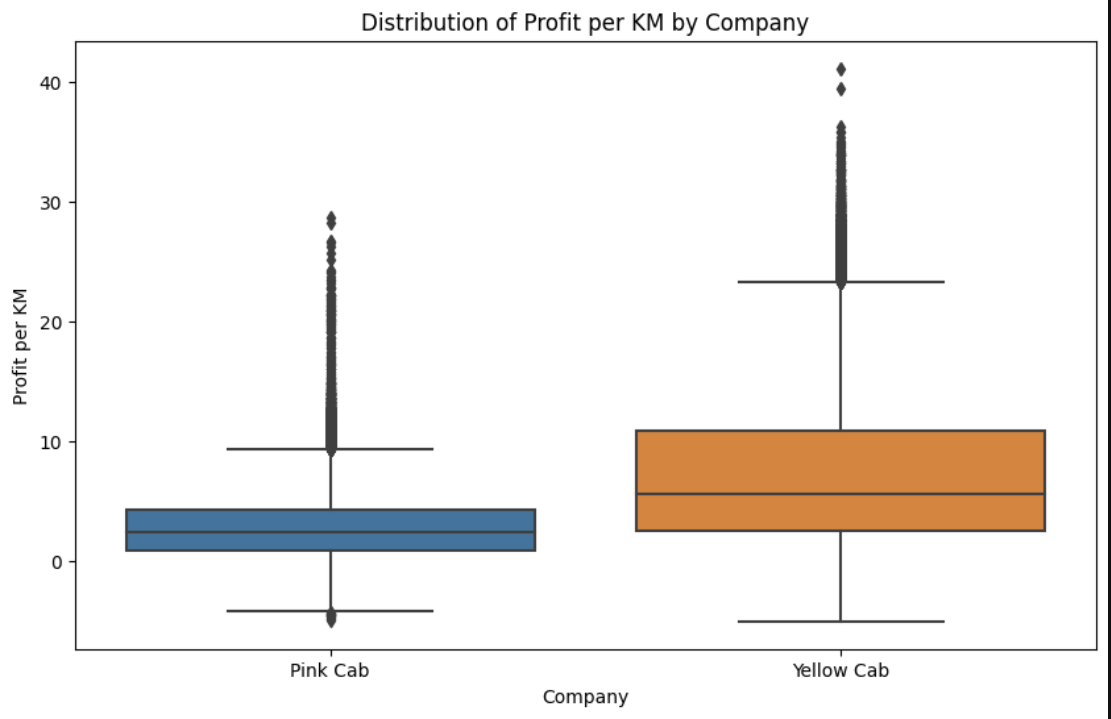 Distribution of Profit per KM by Company
Profit per KM
40
30
20
10
0
Pink Cab
Yellow Cab
Company